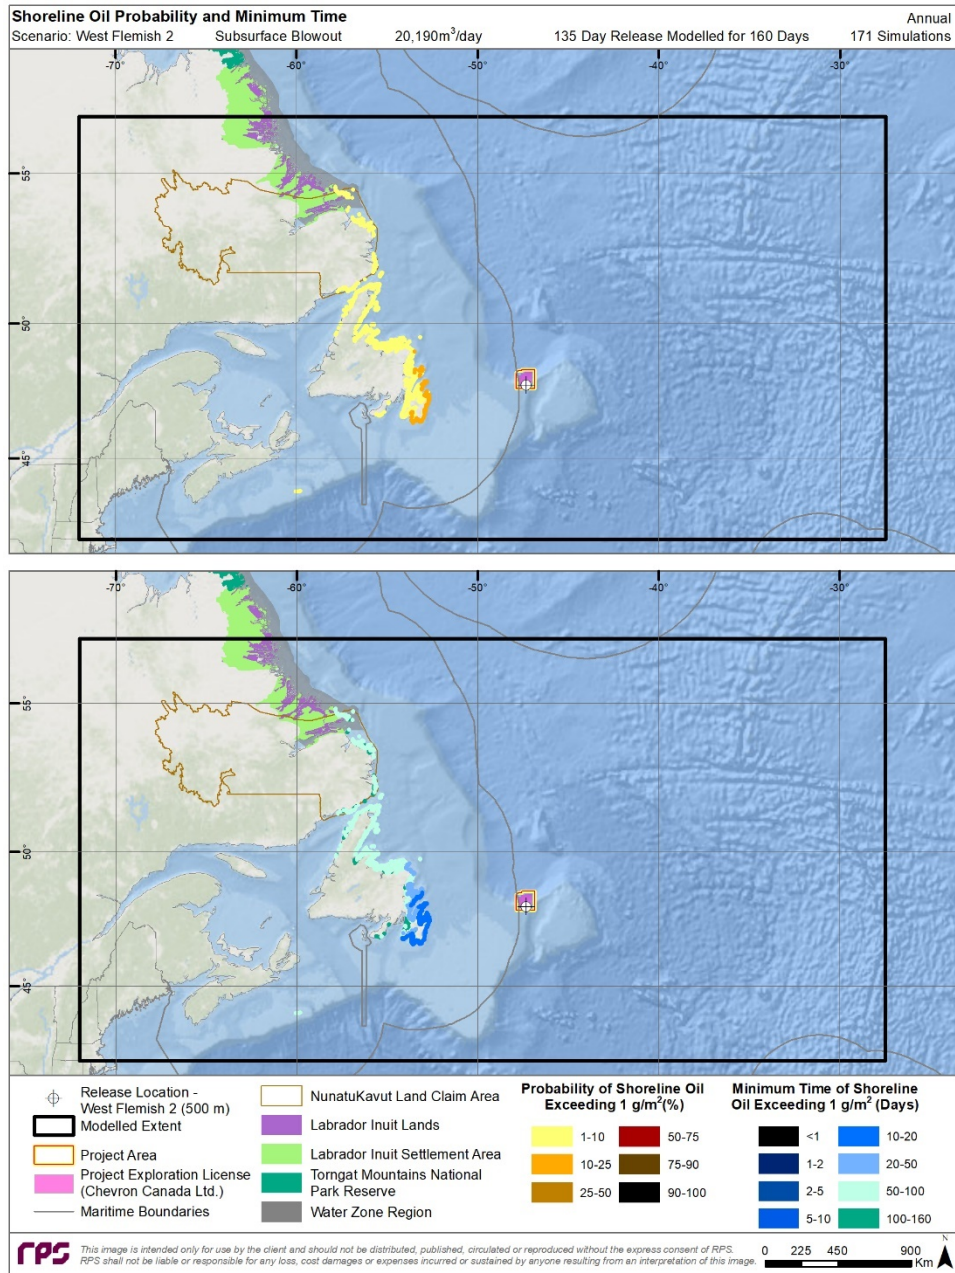 Shoreline Oil Probability and Minimum Time
Annual
Scenario: West Flemish 2 Subsurface Blowout 20,190m³/day 135 Day Release Modelled for 160 Days 171 Simulations
-70° -60° -50° -40° -30°
55°
50°
45°
-70° -60° -50° -40° -30°
55°
50°
45°
Release Location -
West Flemish 2 (500 m)
Modelled Extent
Project Area
Project Exploration License
(Chevron Canada Ltd.)
Maritime Boundaries
NunatuKavut Land Claim Area
Labrador Inuit Lands
Labrador Inuit Settlement Area
Torngat Mountains National
Park Reserve
Water Zone Region
Probability of Shoreline Oil
Exceeding 1 g/m²(%)
1-10 50-75
10-25 75-90
25-50 90-100
Minimum Time of Shoreline
Oil Exceeding 1 g/m² (Days)
<1 10-20
1-2 20-50
2-5 50-100
5-10 100-160
rps
This image is intended only for use by the client and should not be distributed, published, circulated or reproduced without the express consent of RPS.
RPS shall not be liable or responsible for any loss, cost damages or expenses incurred or sustained by anyone resulting from an interpretation of this image.
0 225 450 900
Km
N